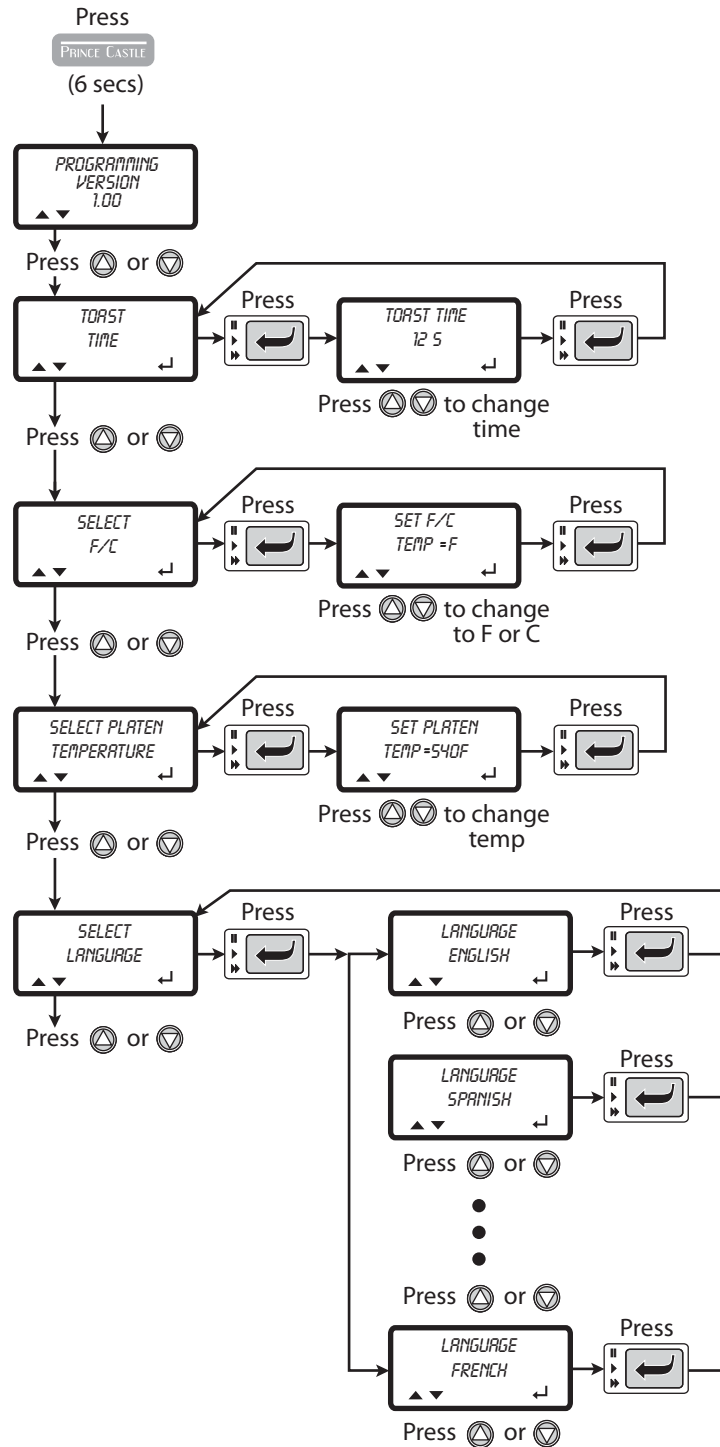 Press
PRINCE CASTLE
(6 secs)
PROGRAMMING
VERSION
1.00
Press or
TOAST
TIME
Press
TOAST TIME
12 S
Press
Press to change
time
Press or
SELECT
F/C
Press
SET F/C
TEMP =F
Press
Press to change
to F or C
Press or
SELECT PLATEN
TEMPERATURE
Press
SET PLATEN
TEMP=540F
Press
Press to change
temp
Press or
SELECT
LANGUAGE
Press
LANGUAGE
ENGLISH
Press
Press or
Press or
LANGUAGE
SPANISH
Press
Press or
Press or
LANGUAGE
FRENCH
Press
Press or